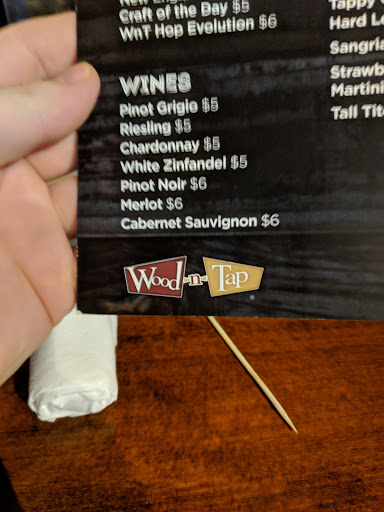 Craft of the Day $5
WnT Hop Evolution $6
WINES
Pinot Grigio $5
Riesling $5
Chardonnay $5
White Zinfandel $5
Pinot Noir $6
Merlot $6
Cabernet Sauvignon $6
Wood-n-Tap
Tappy
Hard
Sangri
Strawb
Martini
Tall Tit